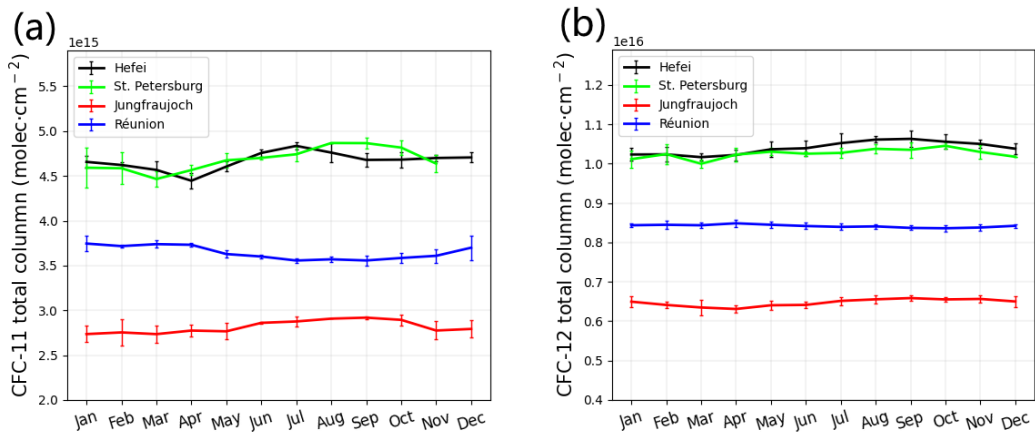 (a)
1e15
CFC-11 total colunmn (molec·cm⁻²)
5.5
5.0
4.5
4.0
3.5
3.0
2.5
2.0
Hefei
St. Petersburg
Jungfraujoch
Réunion
Jan Feb Mar Apr May Jun Jul Aug Sep Oct Nov Dec
(b)
1e16
CFC-12 total colunmn (molec·cm⁻²)
1.2
1.1
1.0
0.9
0.8
0.7
0.6
0.5
0.4
Hefei
St. Petersburg
Jungfraujoch
Réunion
Jan Feb Mar Apr May Jun Jul Aug Sep Oct Nov Dec